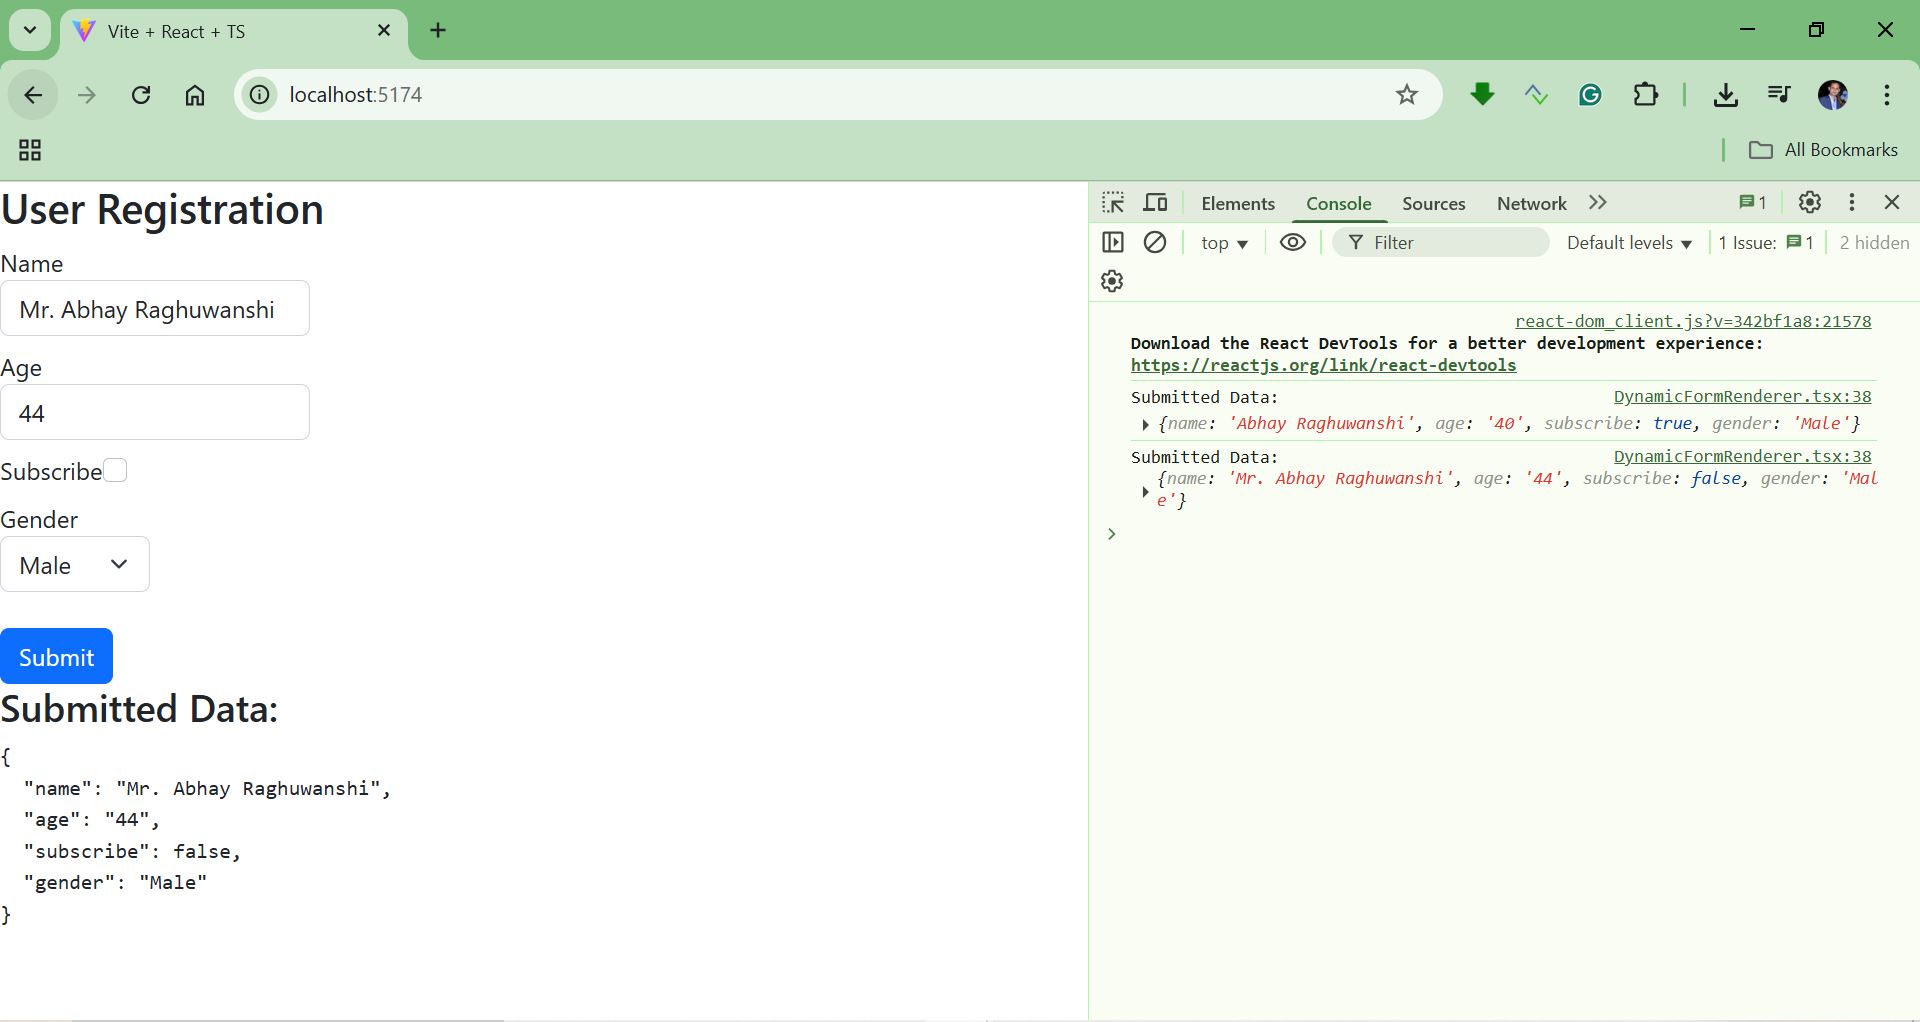 Vite + React + TS
localhost:5174
All Bookmarks
User Registration
Name
Mr. Abhay Raghuwanshi
Age
44
Subscribe
Gender
Male
Submit
Submitted Data:
{
  "name": "Mr. Abhay Raghuwanshi",
  "age": "44",
  "subscribe": false,
  "gender": "Male"
}
Elements Console Sources Network 1
top Filter Default levels 1 Issue: 1 2 hidden
react-dom_client.js?v=342bf1a8:21578
Download the React DevTools for a better development experience:
https://reactjs.org/link/react-devtools
Submitted Data: DynamicFormRenderer.tsx:38
{name: 'Abhay Raghuwanshi', age: '40', subscribe: true, gender: 'Male'}
Submitted Data: DynamicFormRenderer.tsx:38
{name: 'Mr. Abhay Raghuwanshi', age: '44', subscribe: false, gender: 'Mal
e'}